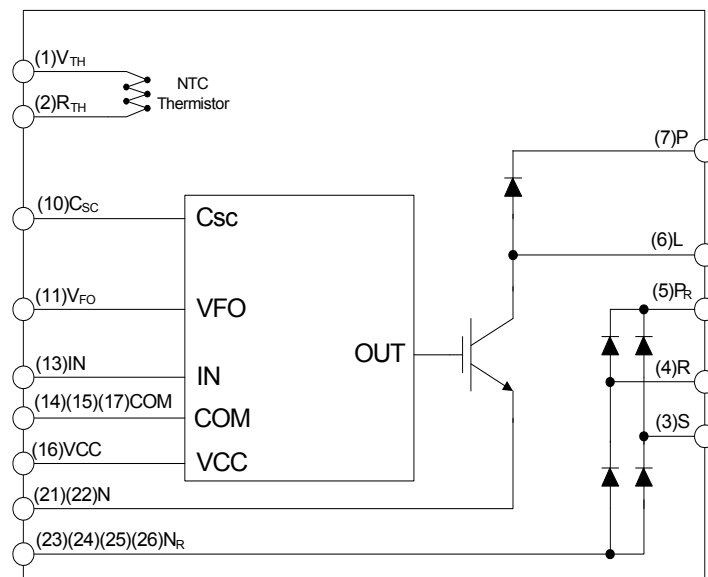 (1)VTH
NTC
Thermistor
(2)RTH
(7)P
(10)CSC
Csc
(6)L
(11)VFO
VFO
(5)PR
OUT
(13)IN
IN
(4)R
(14)(15)(17)COM
COM
(3)S
(16)VCC
VCC
(21)(22)N
(23)(24)(25)(26)NR